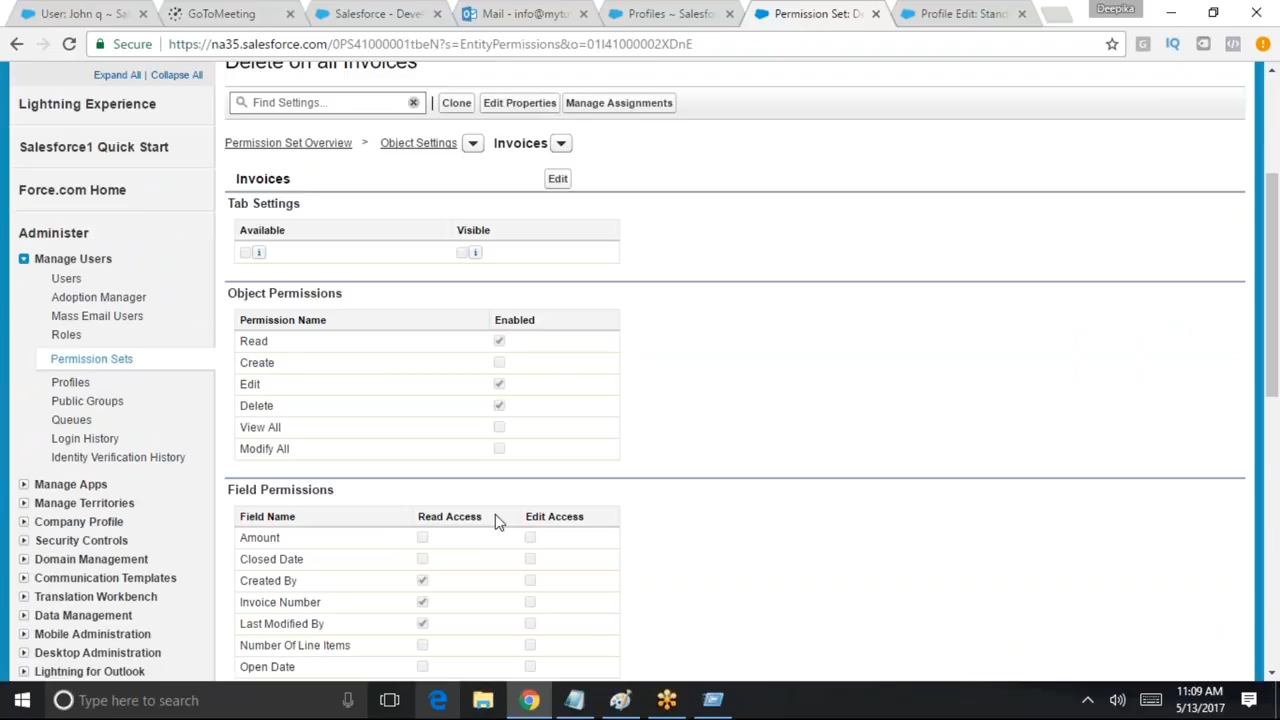 User: John q ~ Sa
GoToMeeting
Salesforce - Deve
Mail - info@mytu
Profiles ~ Salesfo
Permission Set: De
Profile Edit: Stand
Deepika
Secure
https://na35.salesforce.com/0PS41000001tbeN?s=EntityPermissions&o=01I41000002XDnE
IQ
Expand All | Collapse All
Delete on all Invoices
Lightning Experience
Find Settings...
Clone
Edit Properties
Manage Assignments
Permission Set Overview > Object Settings Invoices
Salesforce1 Quick Start
Invoices
Edit
Force.com Home
Tab Settings
Available Visible
i i
Administer
Manage Users
Users
Adoption Manager
Mass Email Users
Roles
Permission Sets
Profiles
Public Groups
Queues
Login History
Identity Verification History
Manage Apps
Manage Territories
Company Profile
Security Controls
Domain Management
Communication Templates
Translation Workbench
Data Management
Mobile Administration
Desktop Administration
Lightning for Outlook
Object Permissions
Permission Name Enabled
Read
Create
Edit
Delete
View All
Modify All
Field Permissions
Field Name Read Access Edit Access
Amount
Closed Date
Created By
Invoice Number
Last Modified By
Number Of Line Items
Open Date
Type here to search
11:09 AM
5/13/2017